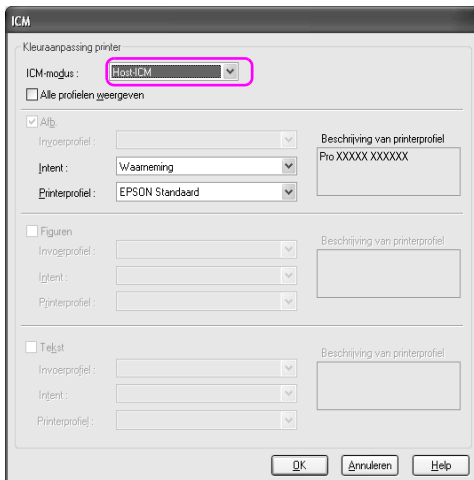 ICM
Kleuraanpassing printer
ICM-modus : Host-ICM
Alle profielen weergeven
Afb.
Invoerprofiel :
Intent : Waarneming
Printerprofiel : EPSON Standaard
Beschrijving van printerprofiel
Pro XXXXX XXXXXX
Figuren
Invoerprofiel :
Intent :
Printerprofiel :
Beschrijving van printerprofiel
Tekst
Invoerprofiel :
Intent :
Printerprofiel :
Beschrijving van printerprofiel
OK Annuleren Help